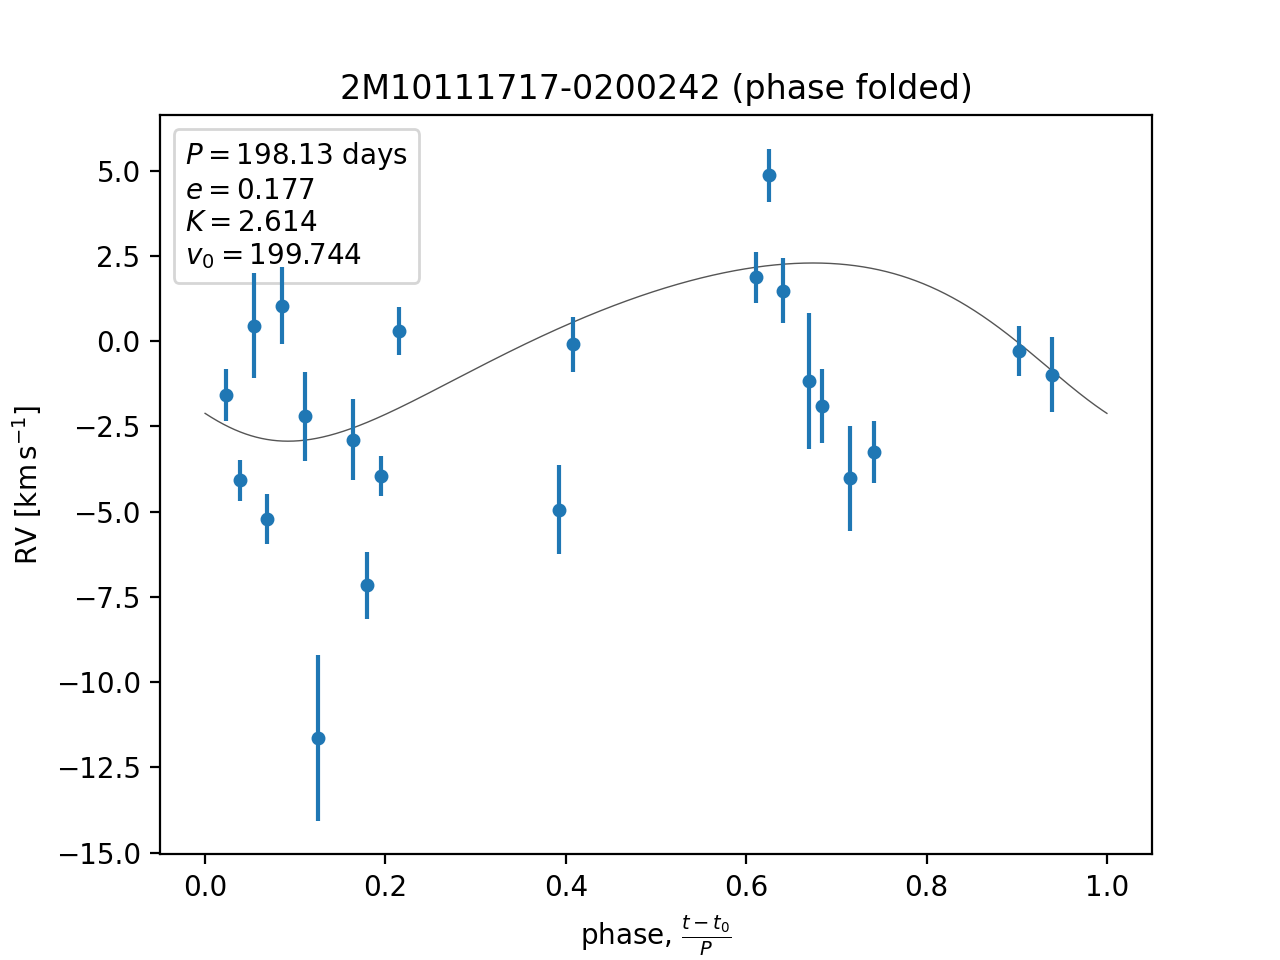 2M10111717-0200242 (phase folded)
P = 198.13 days
e = 0.177
K = 2.614
v₀ = 199.744
5.0
2.5
0.0
−2.5
−5.0
−7.5
−10.0
−12.5
−15.0
RV [km s⁻¹]
0.0 0.2 0.4 0.6 0.8 1.0
phase, (t − t₀)/P